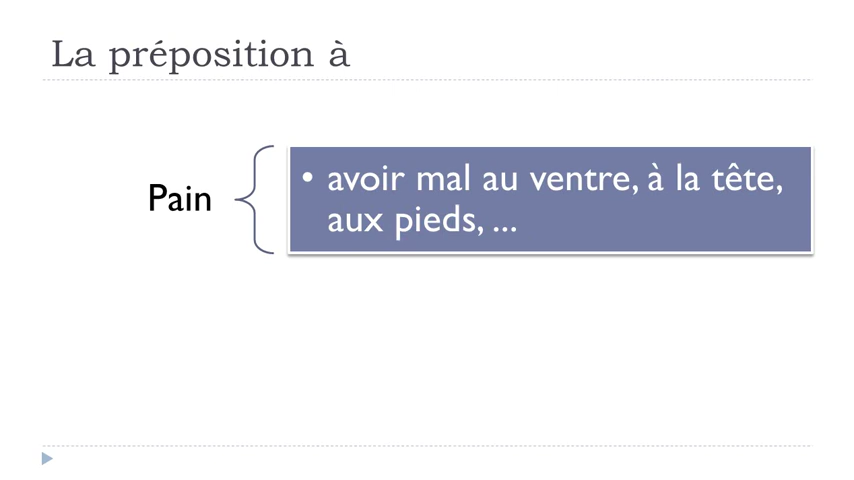 La préposition à
Pain
• avoir mal au ventre, à la tête,
aux pieds, ...